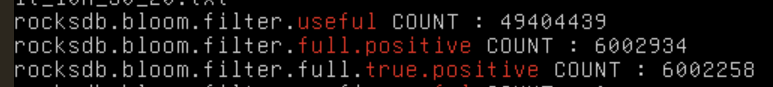 rocksdb.bloom.filter.useful COUNT : 49404439
rocksdb.bloom.filter.full.positive COUNT : 6002934
rocksdb.bloom.filter.full.true.positive COUNT : 6002258